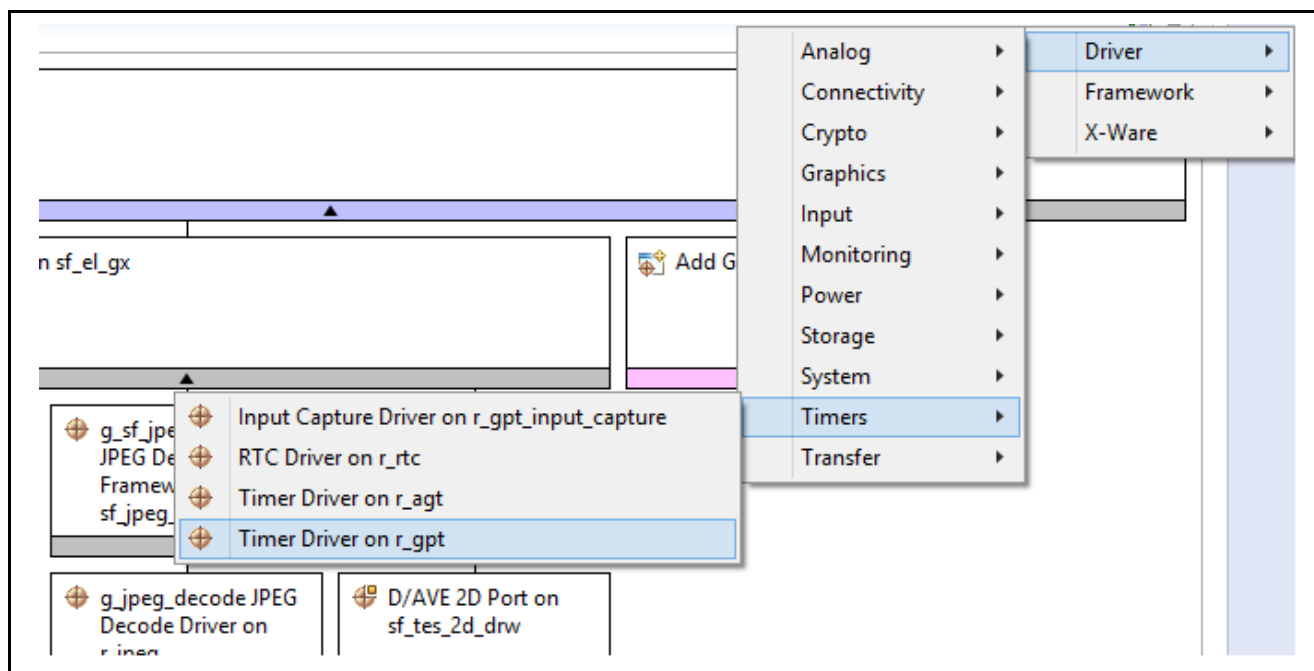 Analog
Connectivity
Crypto
Graphics
Input
Monitoring
Power
Storage
System
Timers
Transfer
Driver
Framework
X-Ware
n sf_el_gx
Add G
g_sf_jpe
JPEG De
Framew
sf_jpeg_
Input Capture Driver on r_gpt_input_capture
RTC Driver on r_rtc
Timer Driver on r_agt
Timer Driver on r_gpt
g_jpeg_decode JPEG
Decode Driver on
D/AVE 2D Port on
sf_tes_2d_drw